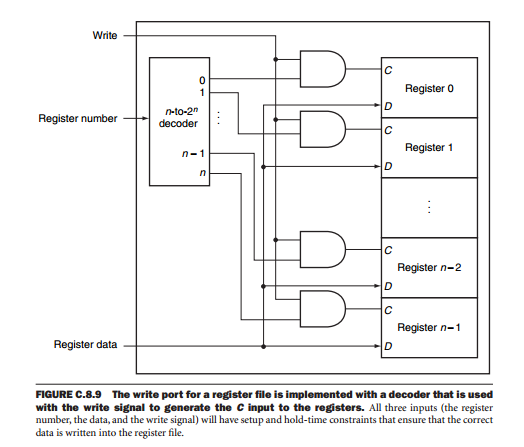 Write
C
0
Register 0
1
n-to-2ⁿ
decoder
⋮
D
Register number
C
Register 1
n – 1
D
n
⋮
C
Register n – 2
D
C
Register n – 1
Register data
D
FIGURE C.8.9 The write port for a register file is implemented with a decoder that is used
with the write signal to generate the C input to the registers. All three inputs (the register
number, the data, and the write signal) will have setup and hold-time constraints that ensure that the correct
data is written into the register file.